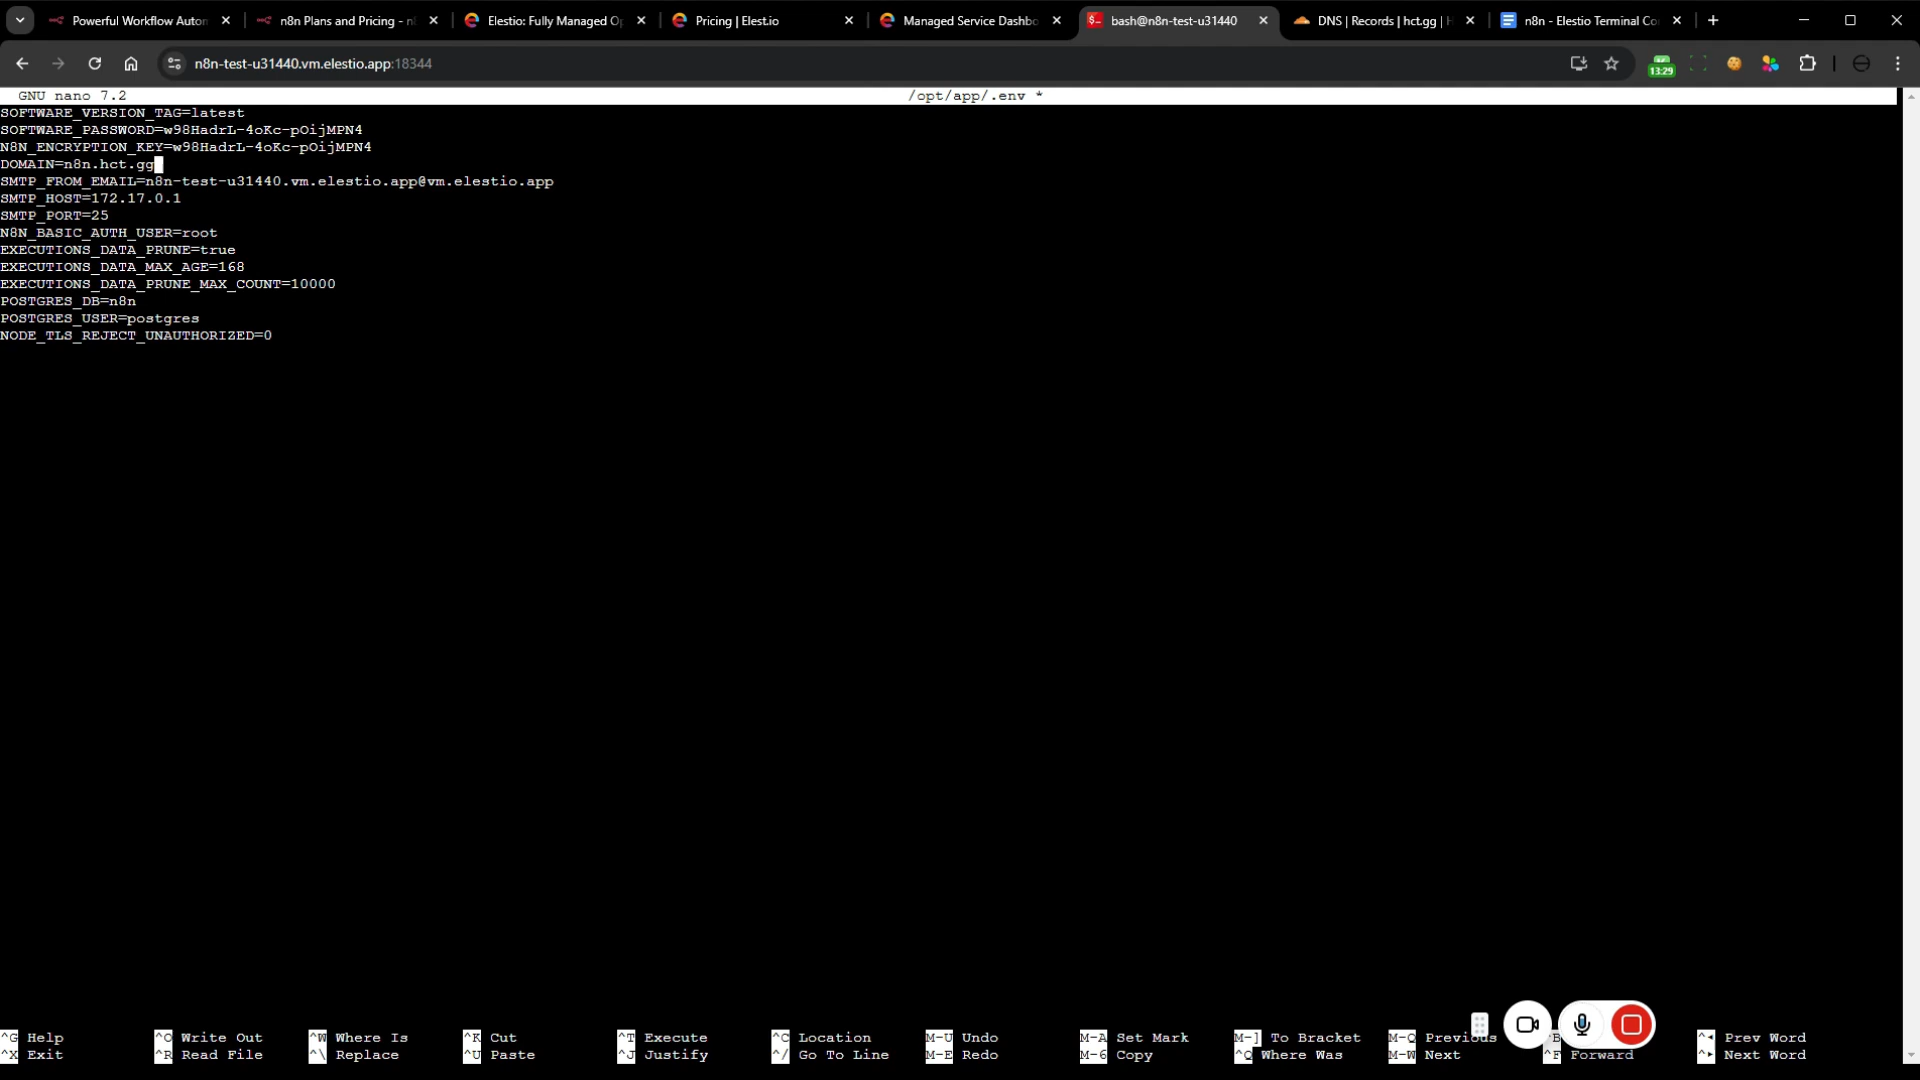 Powerful Workflow Autom
n8n Plans and Pricing - n8
Elestio: Fully Managed Op
Pricing | Elest.io
Managed Service Dashbo
bash@n8n-test-u31440
DNS | Records | hct.gg | H
n8n - Elestio Terminal Co
n8n-test-u31440.vm.elestio.app:18344
13:29
GNU nano 7.2 /opt/app/.env *
SOFTWARE_VERSION_TAG=latest
SOFTWARE_PASSWORD=w98HadrL-4oKc-pOijMPN4
N8N_ENCRYPTION_KEY=w98HadrL-4oKc-pOijMPN4
DOMAIN=n8n.hct.gg
SMTP_FROM_EMAIL=n8n-test-u31440.vm.elestio.app@vm.elestio.app
SMTP_HOST=172.17.0.1
SMTP_PORT=25
N8N_BASIC_AUTH_USER=root
EXECUTIONS_DATA_PRUNE=true
EXECUTIONS_DATA_MAX_AGE=168
EXECUTIONS_DATA_PRUNE_MAX_COUNT=10000
POSTGRES_DB=n8n
POSTGRES_USER=postgres
NODE_TLS_REJECT_UNAUTHORIZED=0
^G Help ^O Write Out ^W Where Is ^K Cut ^T Execute ^C Location M-U Undo M-A Set Mark M-] To Bracket M-Q Previous ^B ^◂ Prev Word
^X Exit ^R Read File ^\ Replace ^U Paste ^J Justify ^/ Go To Line M-E Redo M-6 Copy ^Q Where Was M-W Next ^F Forward ^▸ Next Word